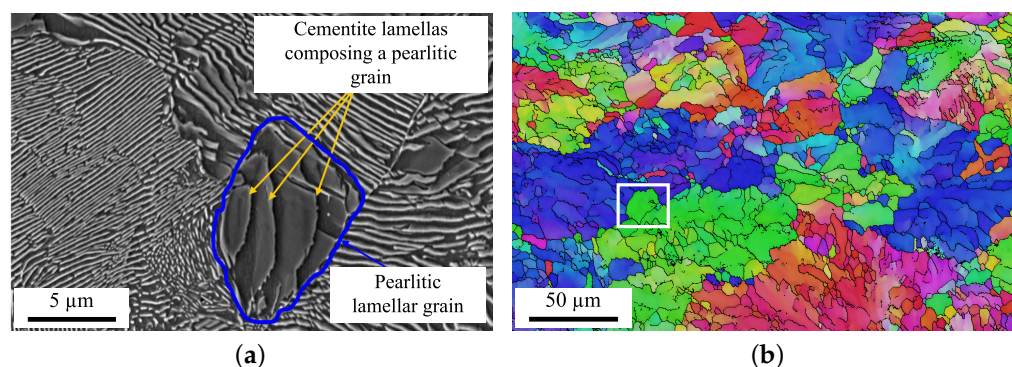 Cementite lamellas
composing a pearlitic
grain
Pearlitic
lamellar grain
5 µm
50 µm
(a)
(b)